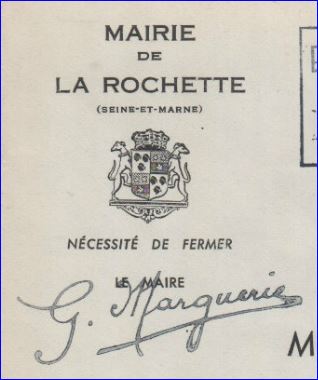 MAIRIE
DE
LA ROCHETTE
(SEINE-ET-MARNE)
NÉCESSITÉ DE FERMER
LE MAIRE
G. Marguerie
M